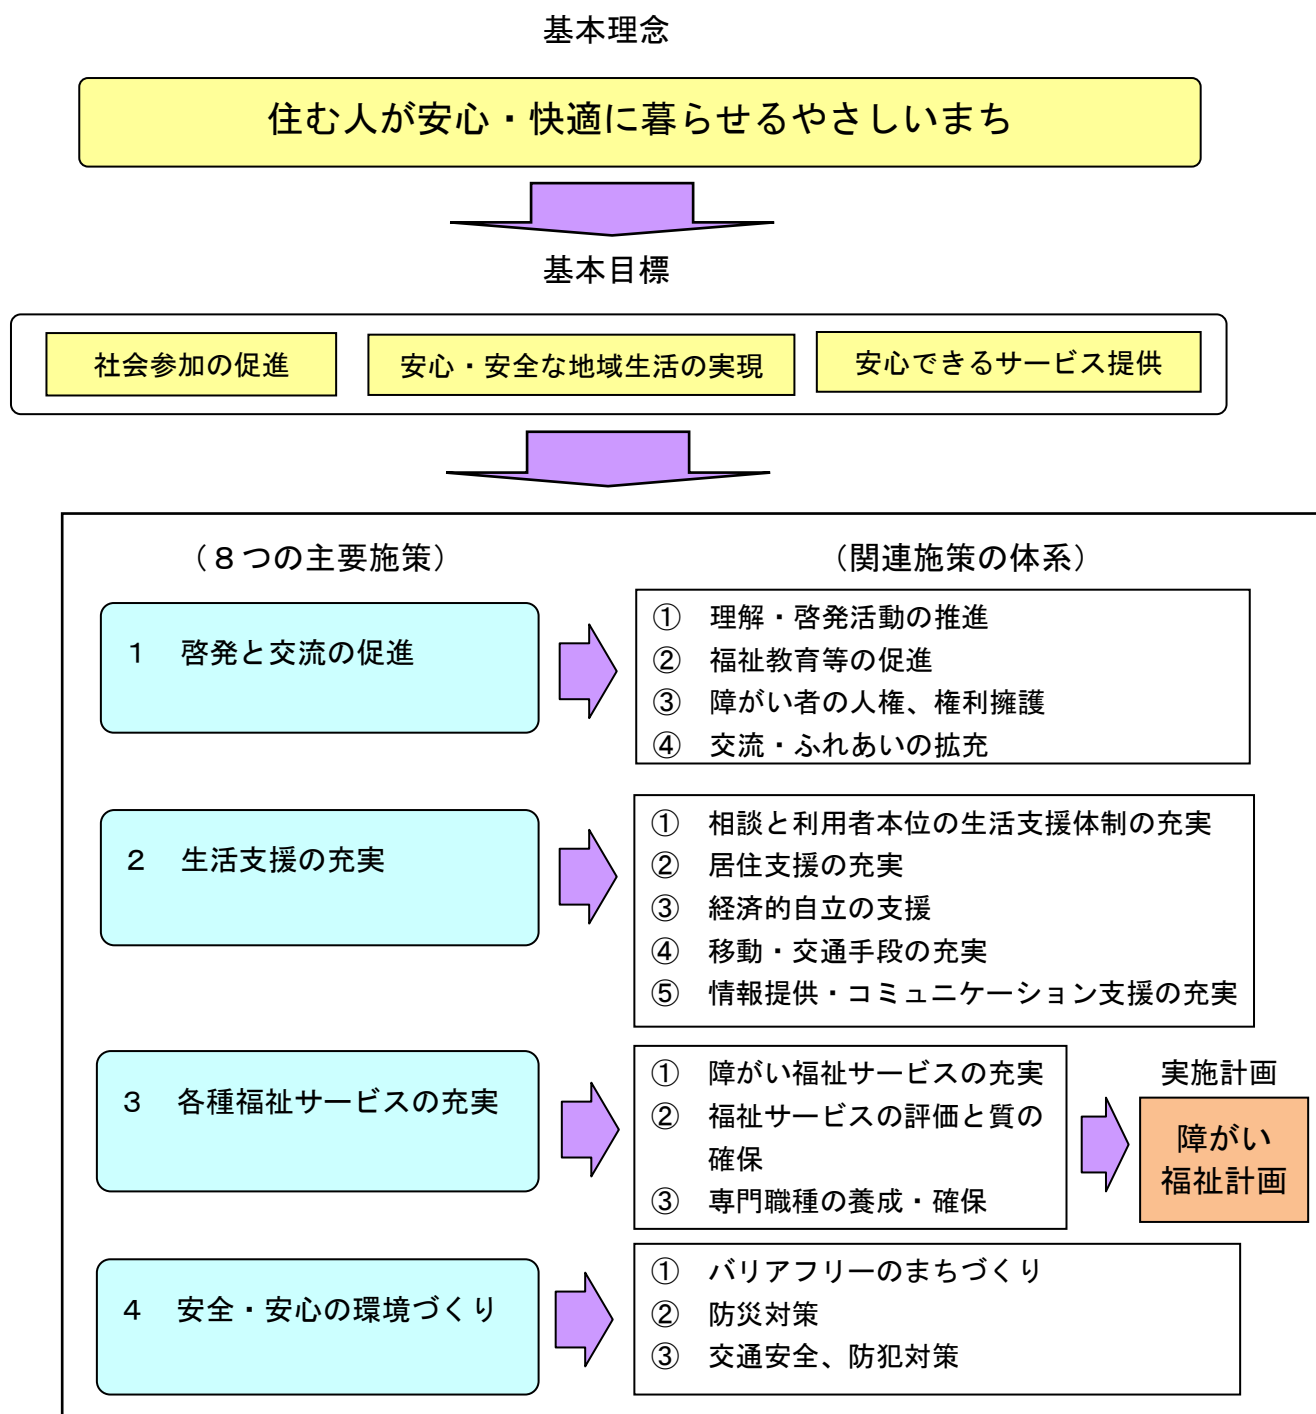 基本理念
住む人が安心・快適に暮らせるやさしいまち
基本目標
社会参加の促進
安心・安全な地域生活の実現
安心できるサービス提供
（８つの主要施策）
（関連施策の体系）
１　啓発と交流の促進
①　理解・啓発活動の推進
②　福祉教育等の促進
③　障がい者の人権、権利擁護
④　交流・ふれあいの拡充
２　生活支援の充実
①　相談と利用者本位の生活支援体制の充実
②　居住支援の充実
③　経済的自立の支援
④　移動・交通手段の充実
⑤　情報提供・コミュニケーション支援の充実
３　各種福祉サービスの充実
①　障がい福祉サービスの充実
②　福祉サービスの評価と質の
確保
③　専門職種の養成・確保
実施計画
障がい
福祉計画
４　安全・安心の環境づくり
①　バリアフリーのまちづくり
②　防災対策
③　交通安全、防犯対策